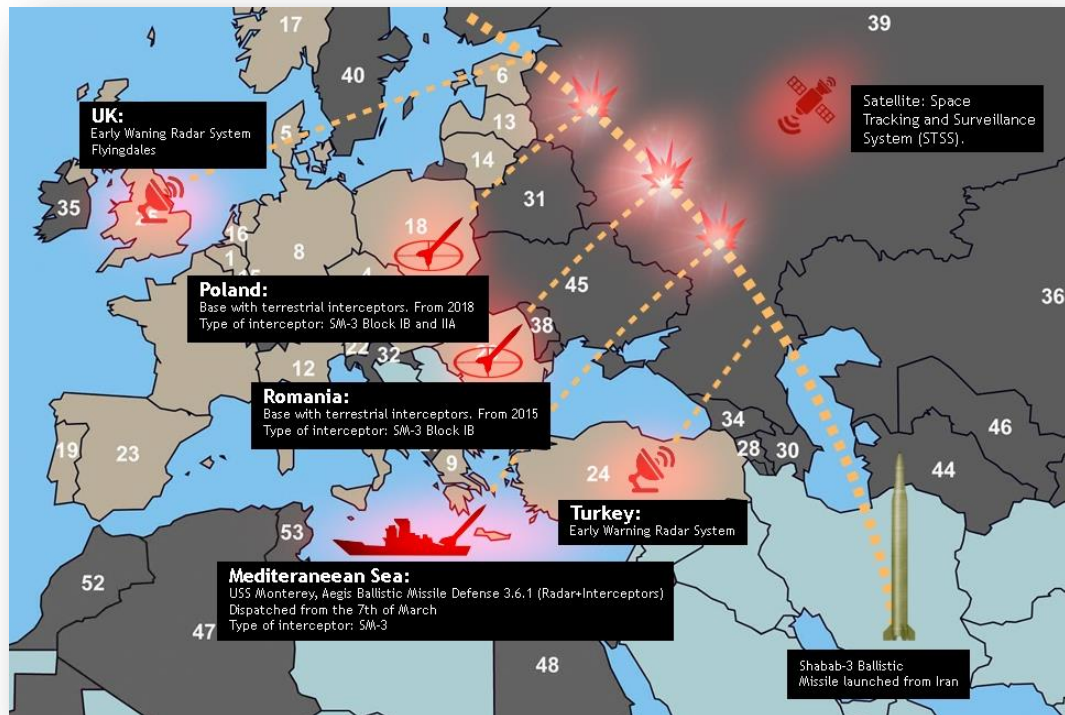 17
39
40
6
UK:
Early Waning Radar System
Flyingdales
5
13
Satellite: Space
Tracking and Surveillance
System (STSS).
14
35
25
31
18
16
8
1
15
4
45
36
Poland:
Base with terrestrial interceptors. From 2018
Type of interceptor: SM-3 Block IB and IIA
38
22
32
12
Romania:
Base with terrestrial interceptors. From 2015
Type of interceptor: SM-3 Block IB
34
46
19
23
9
24
28
30
44
Turkey:
Early Warning Radar System
53
Mediteraneean Sea:
USS Monterey, Aegis Ballistic Missile Defense 3.6.1 (Radar+Interceptors)
Dispatched from the 7th of March
Type of interceptor: SM-3
52
47
48
Shabab-3 Ballistic
Missile launched from Iran